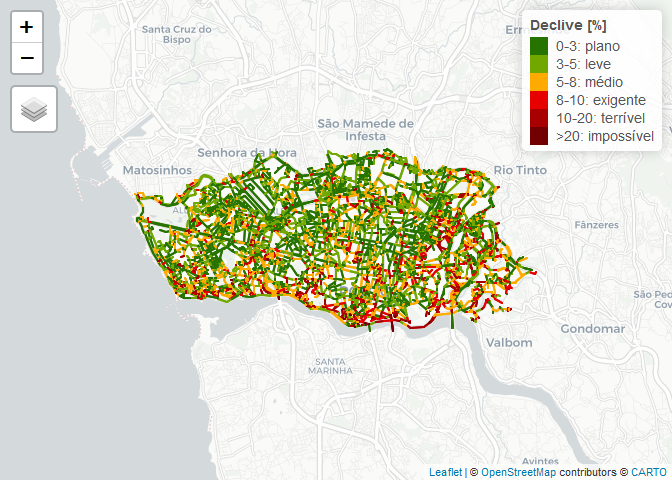 +
−
Santa Cruz do
Bispo
Declive [%]
0-3: plano
3-5: leve
5-8: médio
8-10: exigente
10-20: terrível
>20: impossível
São Mamede de
Infesta
Senhora da Hora
Matosinhos
Rio Tinto
Fânzeres
Gondomar
Valbom
SANTA
MARINHA
Avintes
Leaflet | © OpenStreetMap contributors © CARTO